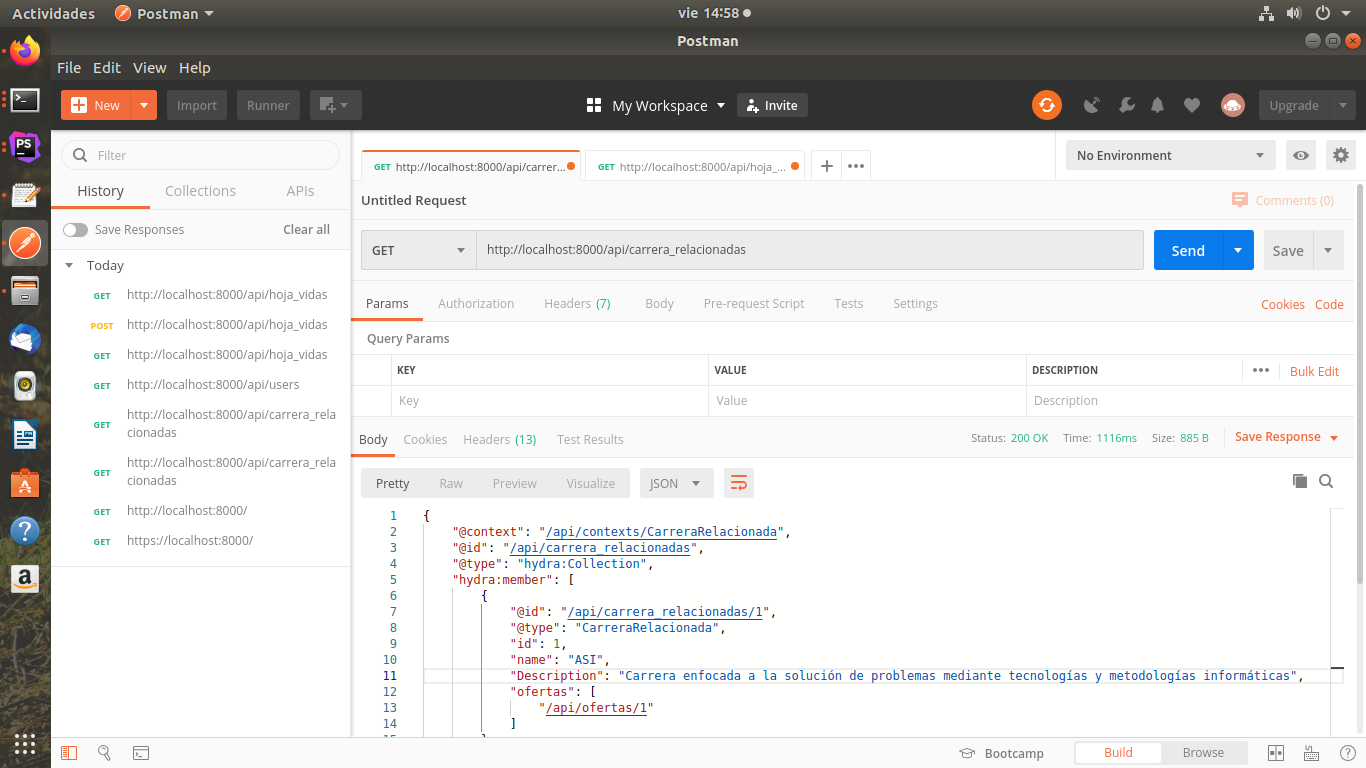 Actividades Postman vie 14:58
Postman
File Edit View Help
New Import Runner My Workspace Invite Upgrade
Filter
History Collections APIs
Save Responses Clear all
Today
GET http://localhost:8000/api/hoja_vidas
POST http://localhost:8000/api/hoja_vidas
GET http://localhost:8000/api/hoja_vidas
GET http://localhost:8000/api/users
GET http://localhost:8000/api/carrera_rela
cionadas
GET http://localhost:8000/api/carrera_rela
cionadas
GET http://localhost:8000/
GET https://localhost:8000/
GET http://localhost:8000/api/carrer... GET http://localhost:8000/api/hoja_... No Environment
Untitled Request Comments (0)
GET http://localhost:8000/api/carrera_relacionadas Send Save
Params Authorization Headers (7) Body Pre-request Script Tests Settings Cookies Code
Query Params
KEY VALUE DESCRIPTION Bulk Edit
Key Value Description
Body Cookies Headers (13) Test Results Status: 200 OK Time: 1116ms Size: 885 B Save Response
Pretty Raw Preview Visualize JSON
1 {
2 "@context": "/api/contexts/CarreraRelacionada",
3 "@id": "/api/carrera_relacionadas",
4 "@type": "hydra:Collection",
5 "hydra:member": [
6 {
7 "@id": "/api/carrera_relacionadas/1",
8 "@type": "CarreraRelacionada",
9 "id": 1,
10 "name": "ASI",
11 "Description": "Carrera enfocada a la solución de problemas mediante tecnologías y metodologías informáticas",
12 "ofertas": [
13 "/api/ofertas/1"
14 ]
Bootcamp Build Browse